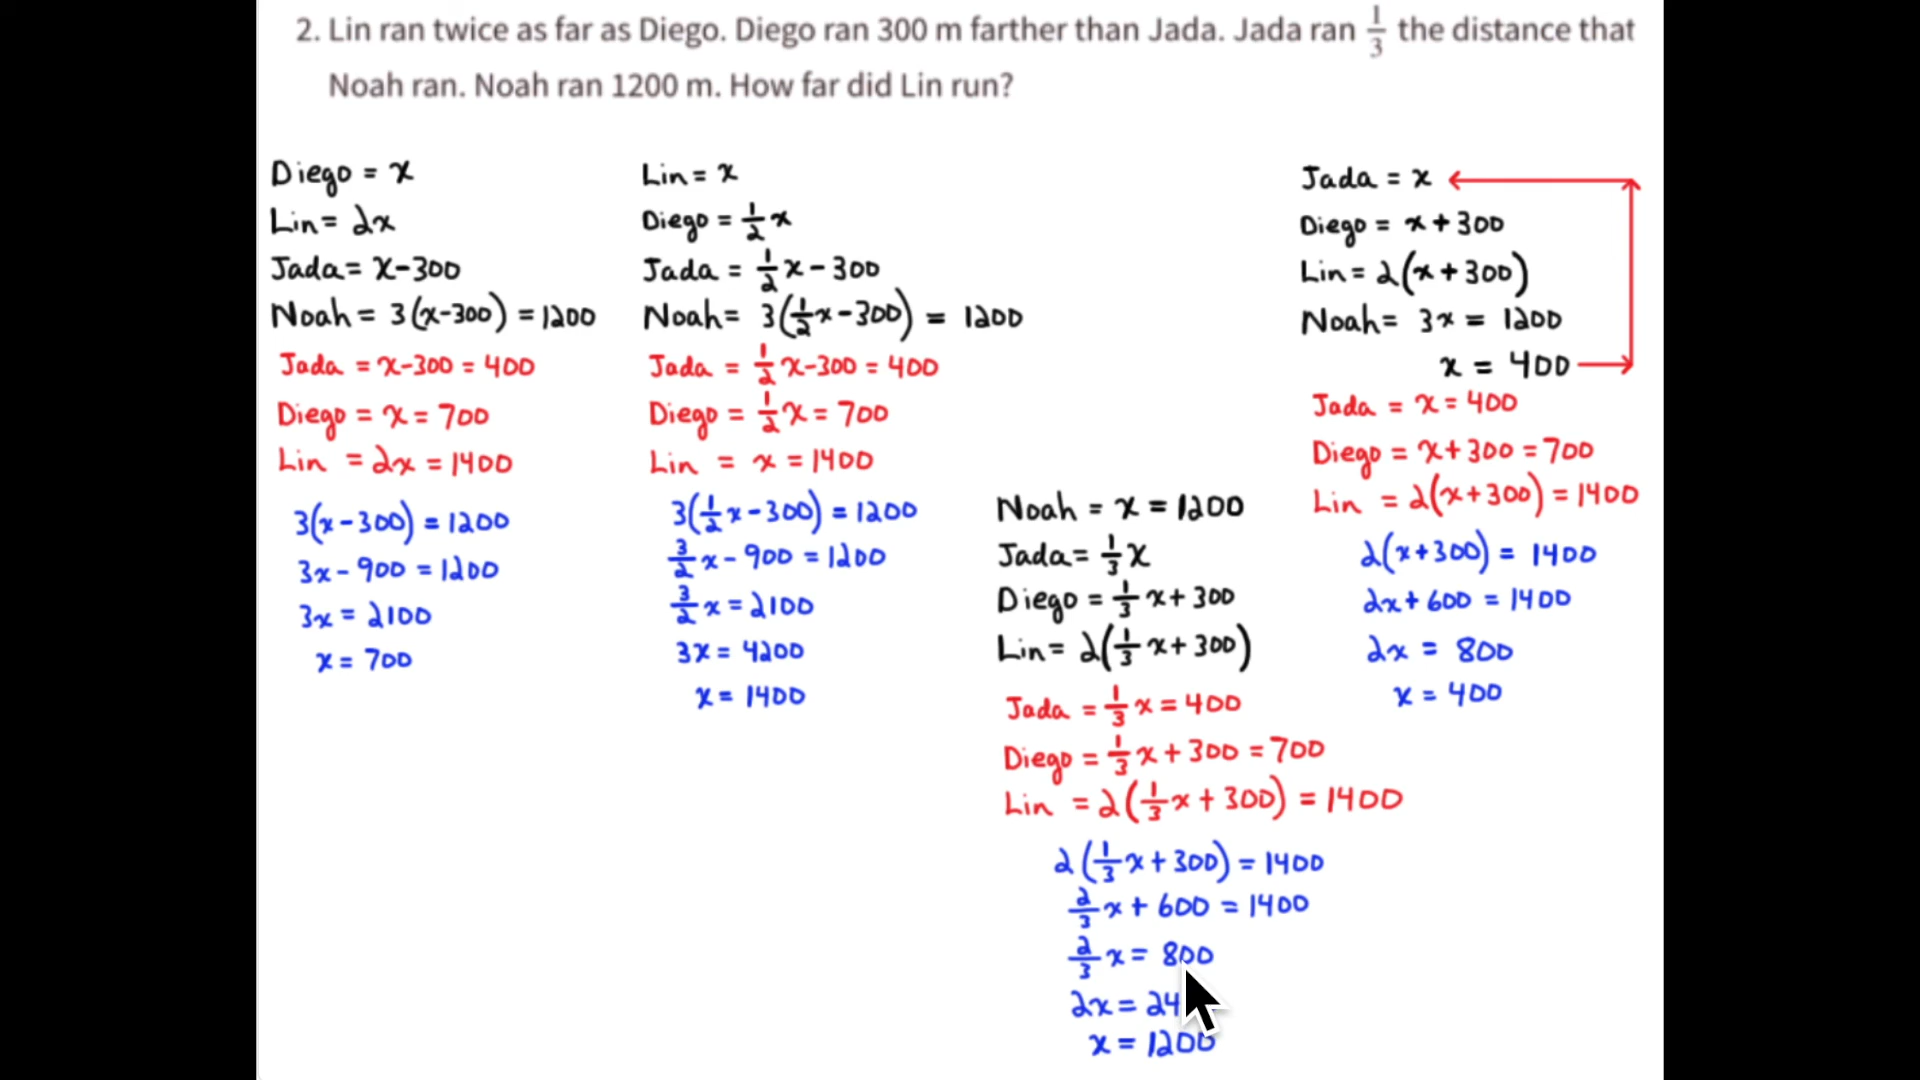 2. Lin ran twice as far as Diego. Diego ran 300 m farther than Jada. Jada ran 1/3 the distance that
Noah ran. Noah ran 1200 m. How far did Lin run?
Diego = x
Lin = 2x
Jada = x-300
Noah = 3(x-300) = 1200
Jada = x-300 = 400
Diego = x = 700
Lin = 2x = 1400
3(x-300) = 1200
3x - 900 = 1200
3x = 2100
x = 700
Lin = x
Diego = 1/2 x
Jada = 1/2 x - 300
Noah = 3(1/2 x - 300) = 1200
Jada = 1/2 x - 300 = 400
Diego = 1/2 x = 700
Lin = x = 1400
3(1/2 x - 300) = 1200
3/2 x - 900 = 1200
3/2 x = 2100
3x = 4200
x = 1400
Noah = x = 1200
Jada = 1/3 x
Diego = 1/3 x + 300
Lin = 2(1/3 x + 300)
Jada = 1/3 x = 400
Diego = 1/3 x + 300 = 700
Lin = 2(1/3 x + 300) = 1400
2(1/3 x + 300) = 1400
2/3 x + 600 = 1400
2/3 x = 800
2x = 24
x = 1200
Jada = x
Diego = x + 300
Lin = 2(x + 300)
Noah = 3x = 1200
x = 400
Jada = x = 400
Diego = x + 300 = 700
Lin = 2(x + 300) = 1400
2(x + 300) = 1400
2x + 600 = 1400
2x = 800
x = 400